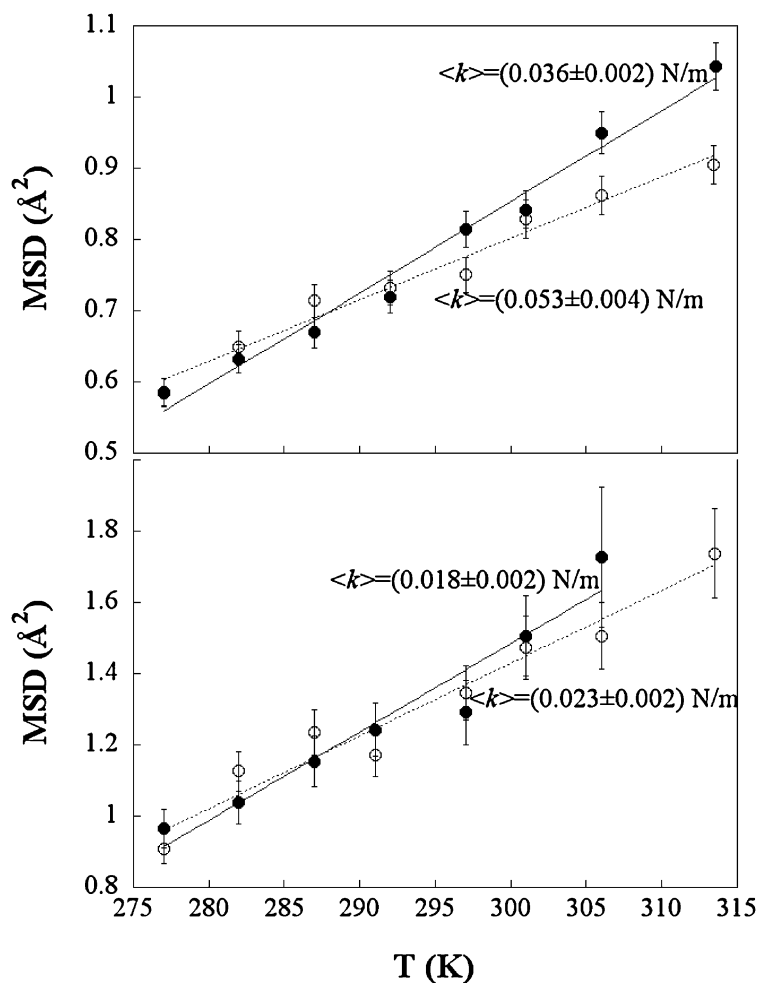 1.1
<k>=(0.036±0.002) N/m
1
0.9
MSD (Å²)
0.8
0.7
<k>=(0.053±0.004) N/m
0.6
0.5
1.8
<k>=(0.018±0.002) N/m
1.6
MSD (Å²)
1.4
<k>=(0.023±0.002) N/m
1.2
1
0.8
275 280 285 290 295 300 305 310 315
T (K)